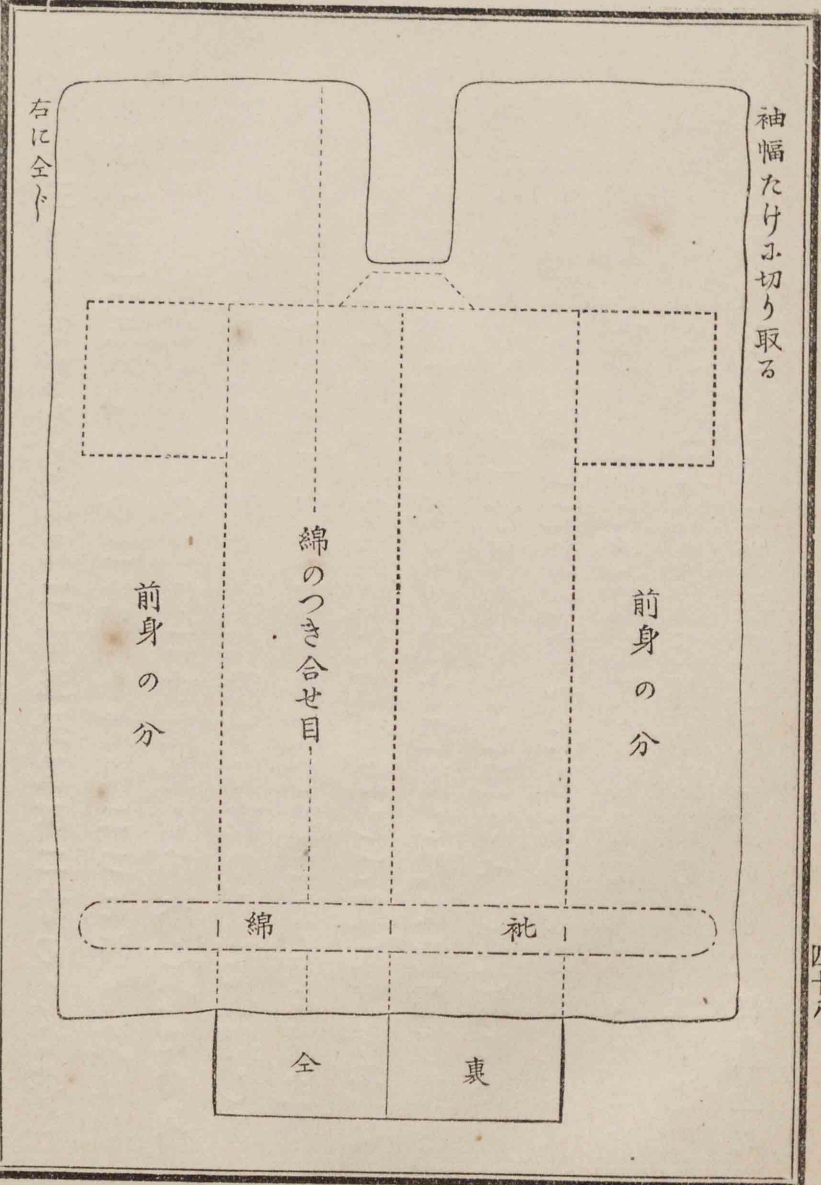 袖幅たけに切り取る
前身の分
綿のつき合せ目
前身の分
右に仝じ
袘
綿
裏
仝